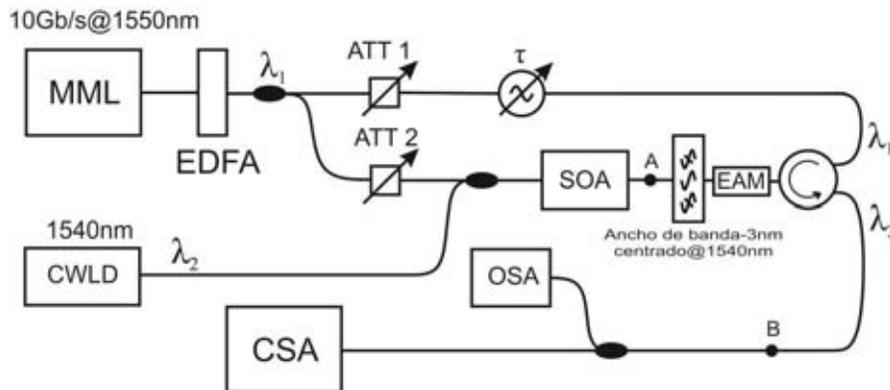 10Gb/s@1550nm
MML
EDFA
λ₁
ATT 1
τ
ATT 2
λ₁
A
SOA
EAM
Ancho de banda-3nm
centrado@1540nm
1540nm
CWLD
λ₂
λ₂
OSA
CSA
B